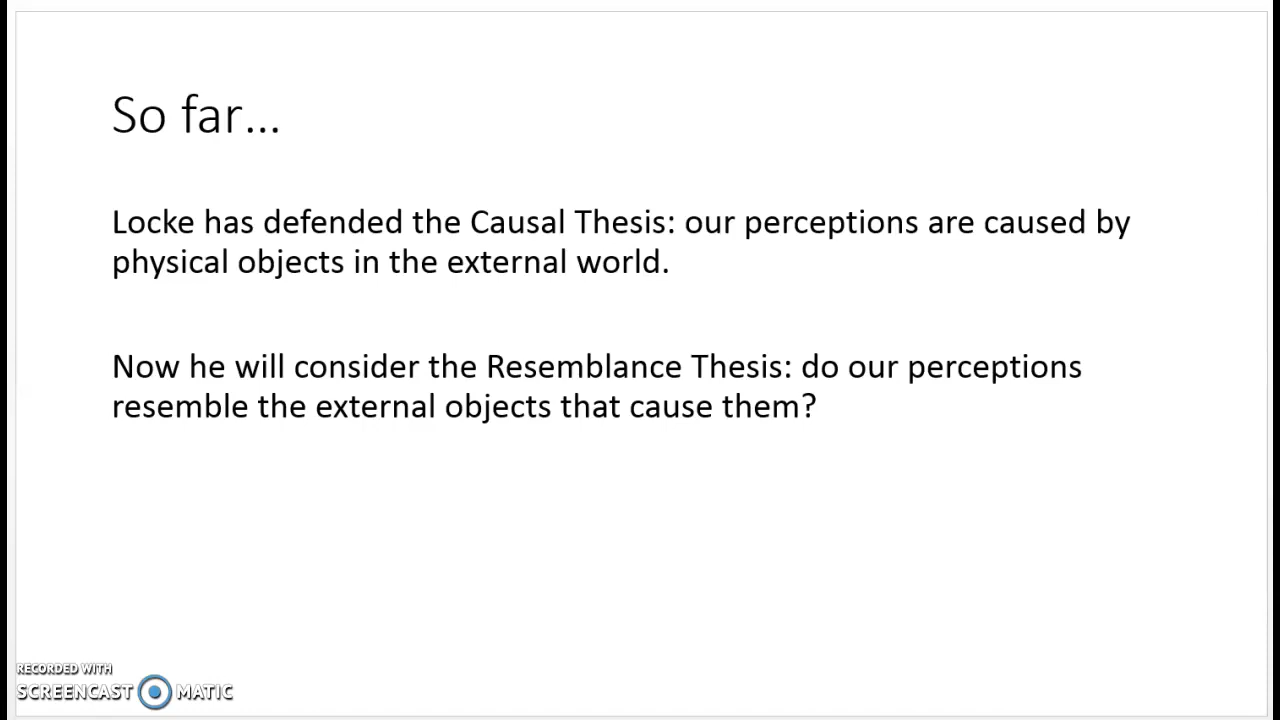 So far...
Locke has defended the Causal Thesis: our perceptions are caused by
physical objects in the external world.
Now he will consider the Resemblance Thesis: do our perceptions
resemble the external objects that cause them?
RECORDED WITH
SCREENCAST MATIC